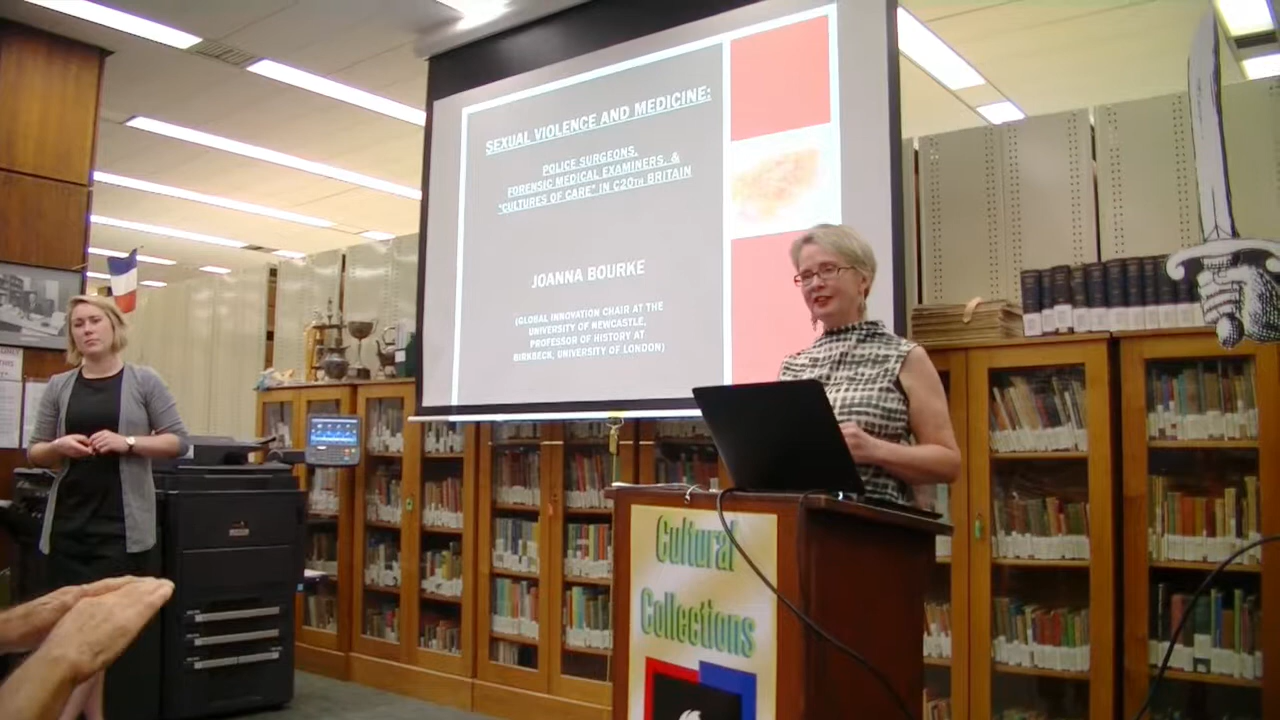 SEXUAL VIOLENCE AND MEDICINE:
POLICE SURGEONS,
FORENSIC MEDICAL EXAMINERS, &
"CULTURES OF CARE" IN C20TH BRITAIN
JOANNA BOURKE
(GLOBAL INNOVATION CHAIR AT THE
UNIVERSITY OF NEWCASTLE,
PROFESSOR OF HISTORY AT
BIRKBECK, UNIVERSITY OF LONDON)
Cultural
Collections